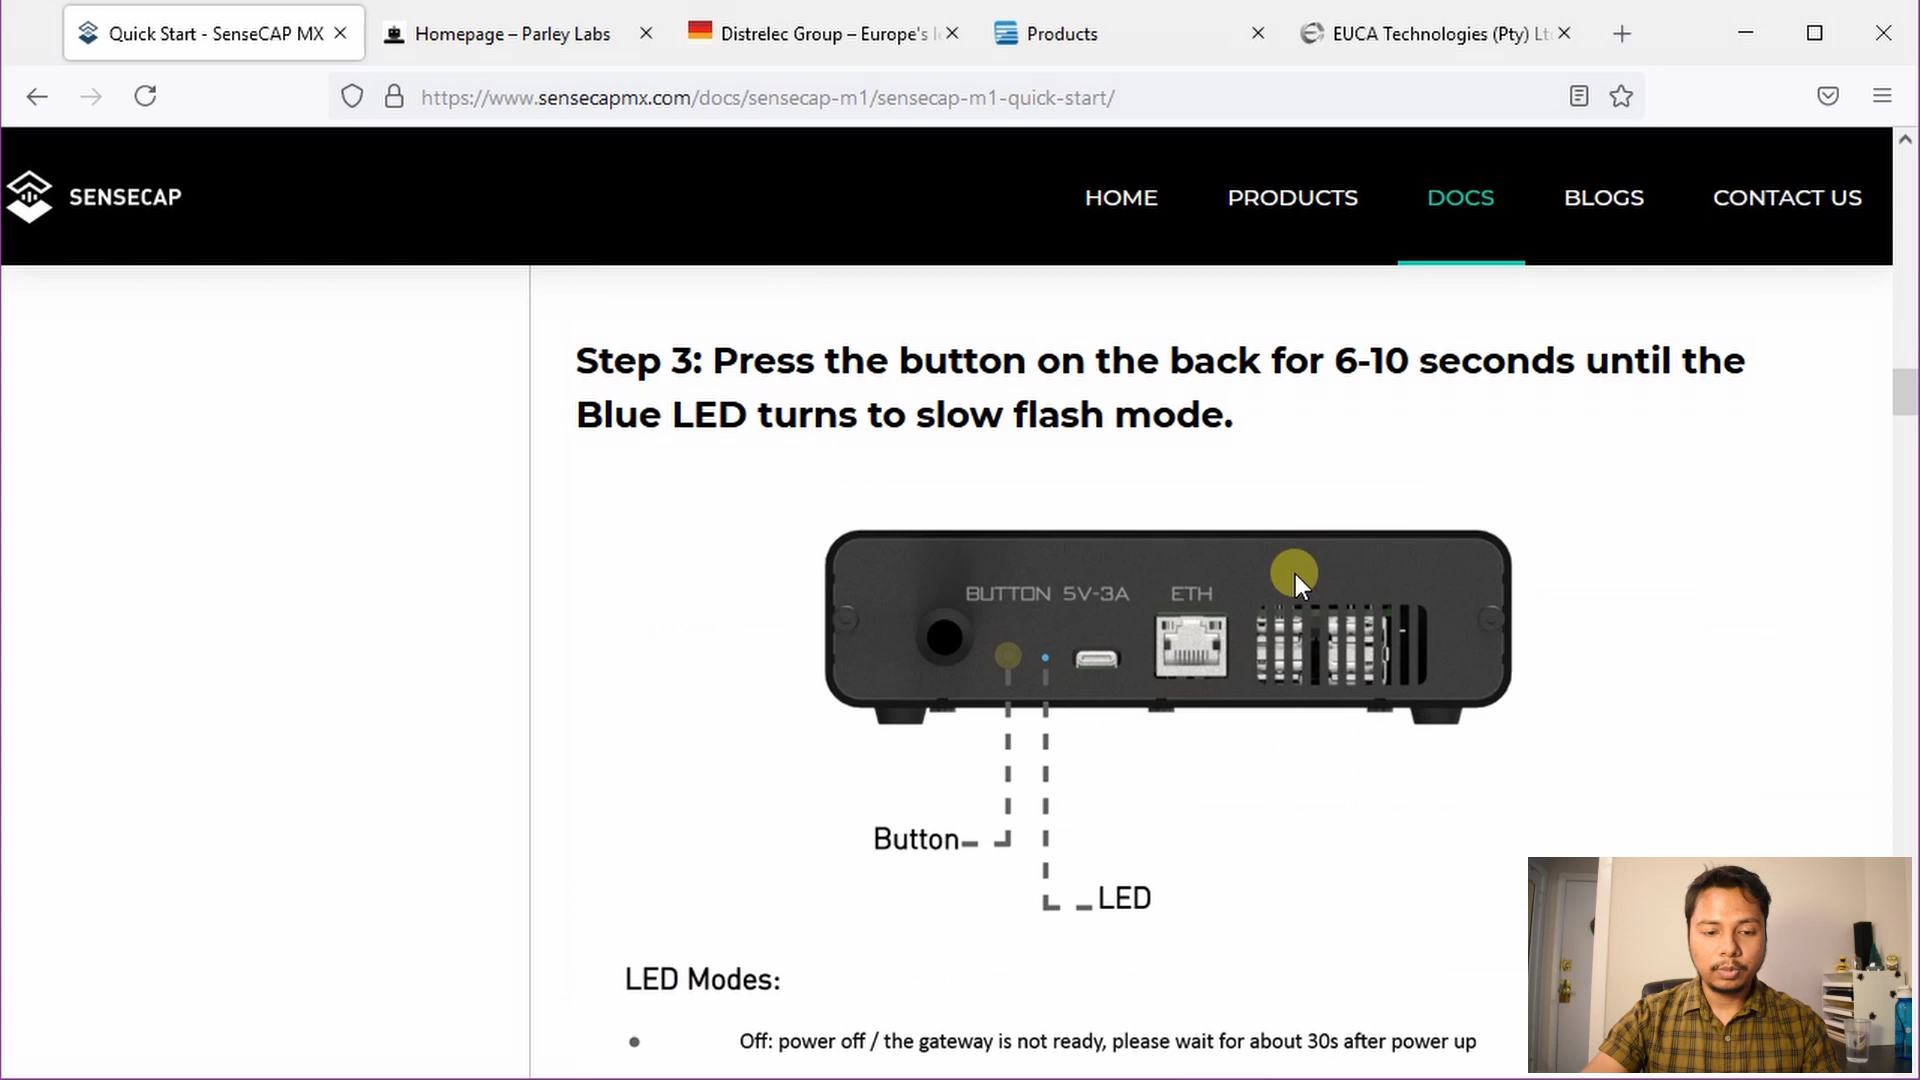 Quick Start - SenseCAP MX
Homepage – Parley Labs
Distrelec Group – Europe's l
Products
EUCA Technologies (Pty) Lt
https://www.sensecapmx.com/docs/sensecap-m1/sensecap-m1-quick-start/
SENSECAP
HOME
PRODUCTS
DOCS
BLOGS
CONTACT US
Step 3: Press the button on the back for 6-10 seconds until the
Blue LED turns to slow flash mode.
BUTTON 5V-3A ETH
Button
LED
LED Modes:
Off: power off / the gateway is not ready, please wait for about 30s after power up